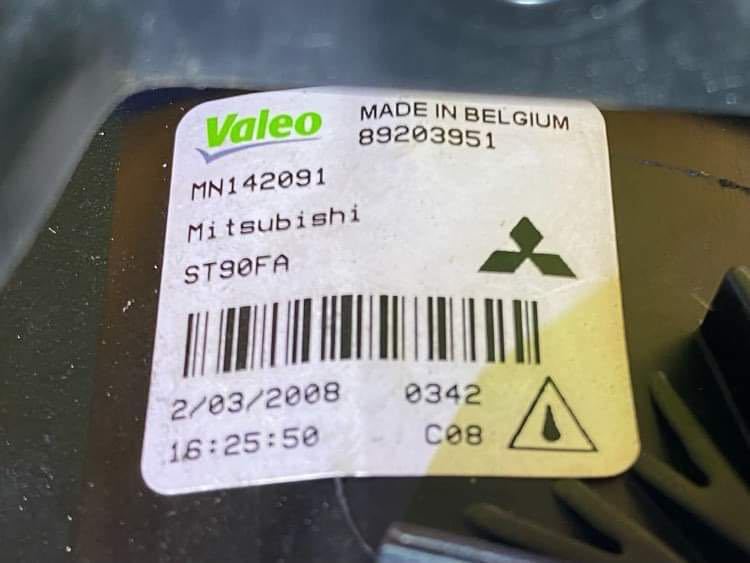 Valeo
MADE IN BELGIUM
89203951
MN142091
Mitsubishi
ST90FA
2/03/2008 0342
16:25:50 C08